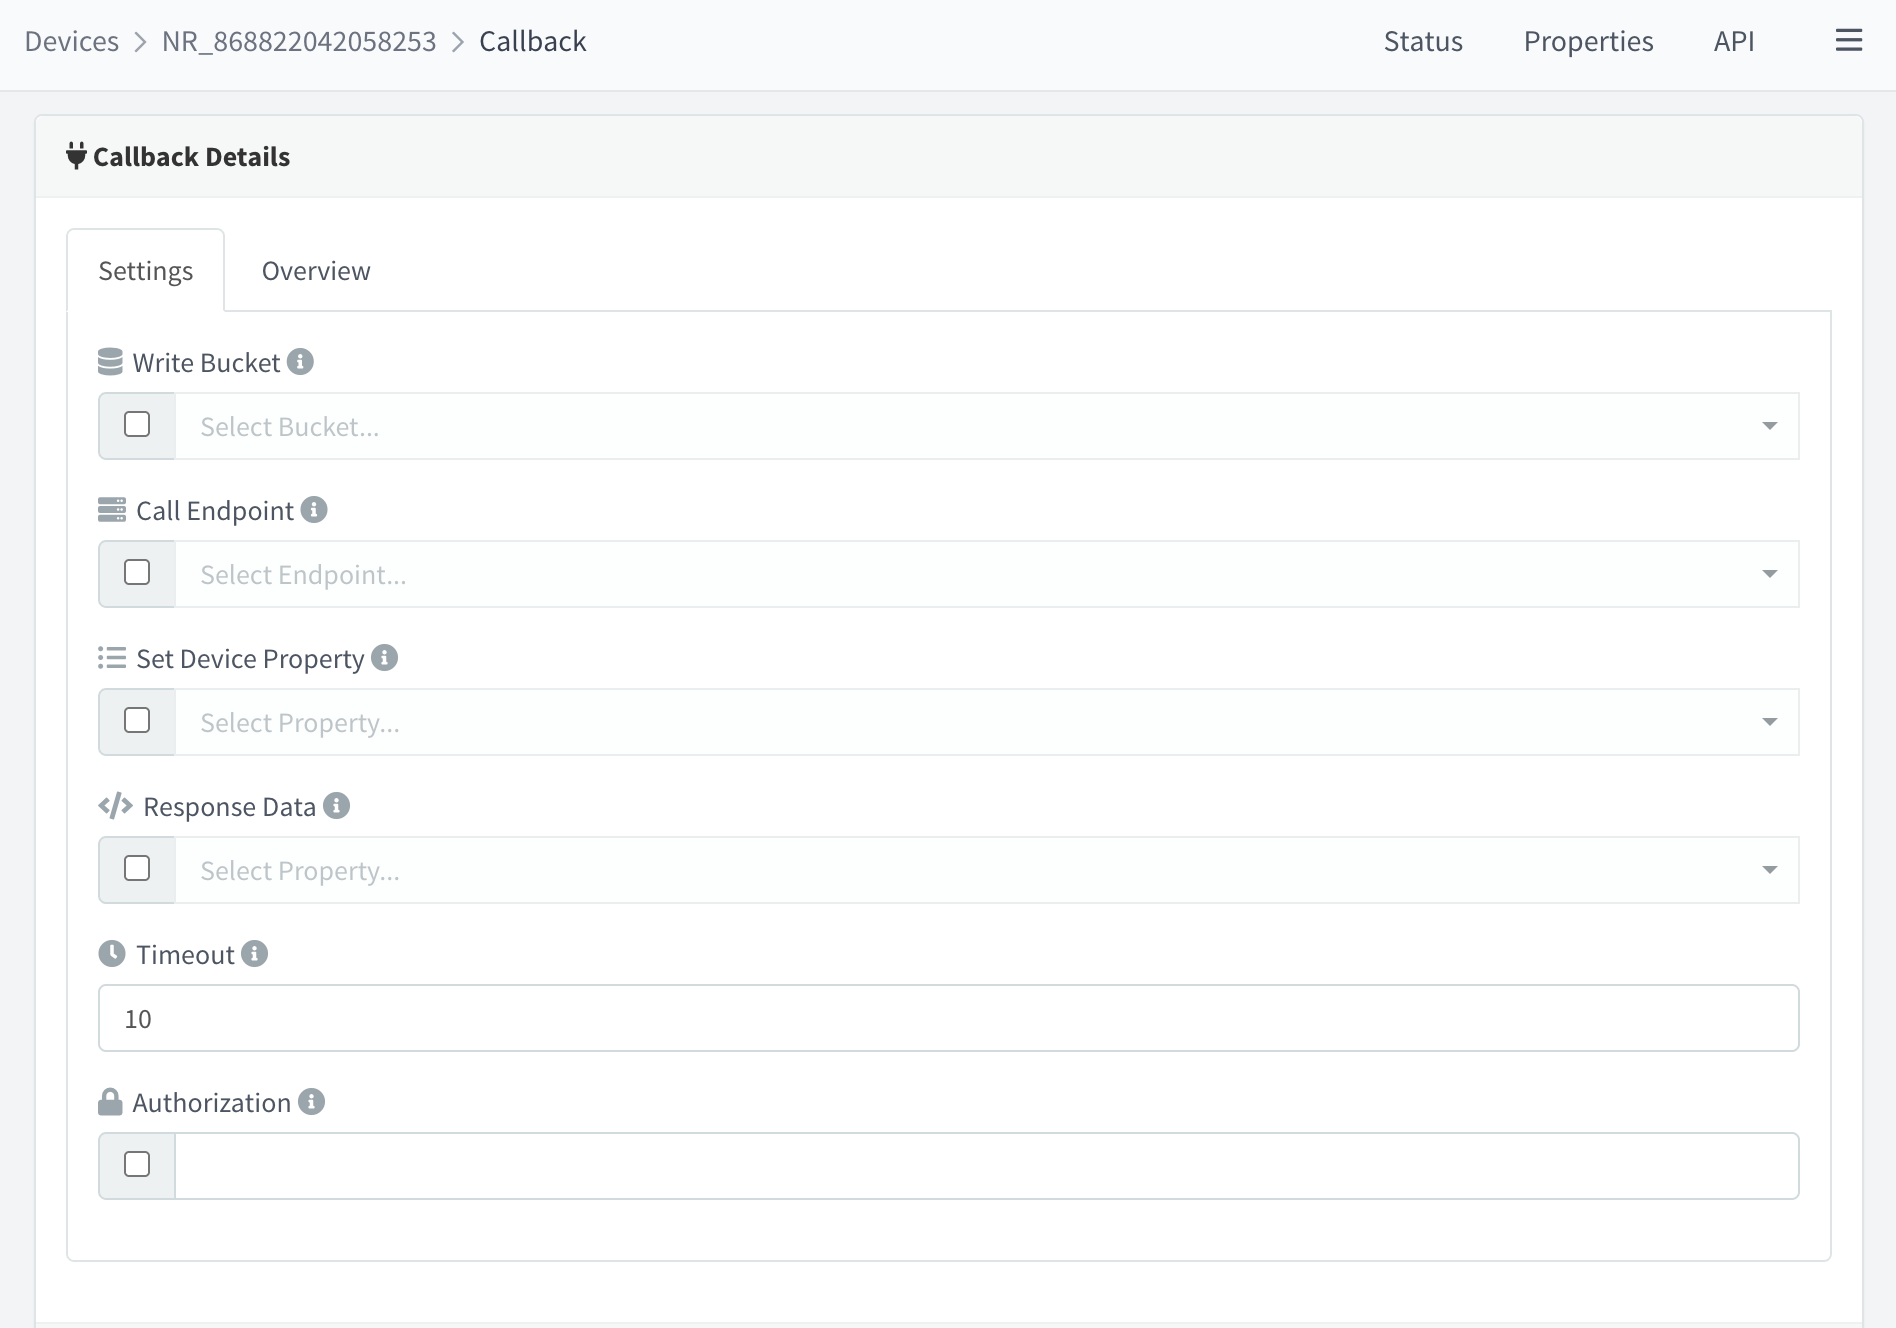 Devices > NR_868822042058253 > Callback
Status Properties API
Callback Details
Settings Overview
Write Bucket
Select Bucket...
Call Endpoint
Select Endpoint...
Set Device Property
Select Property...
Response Data
Select Property...
Timeout
10
Authorization